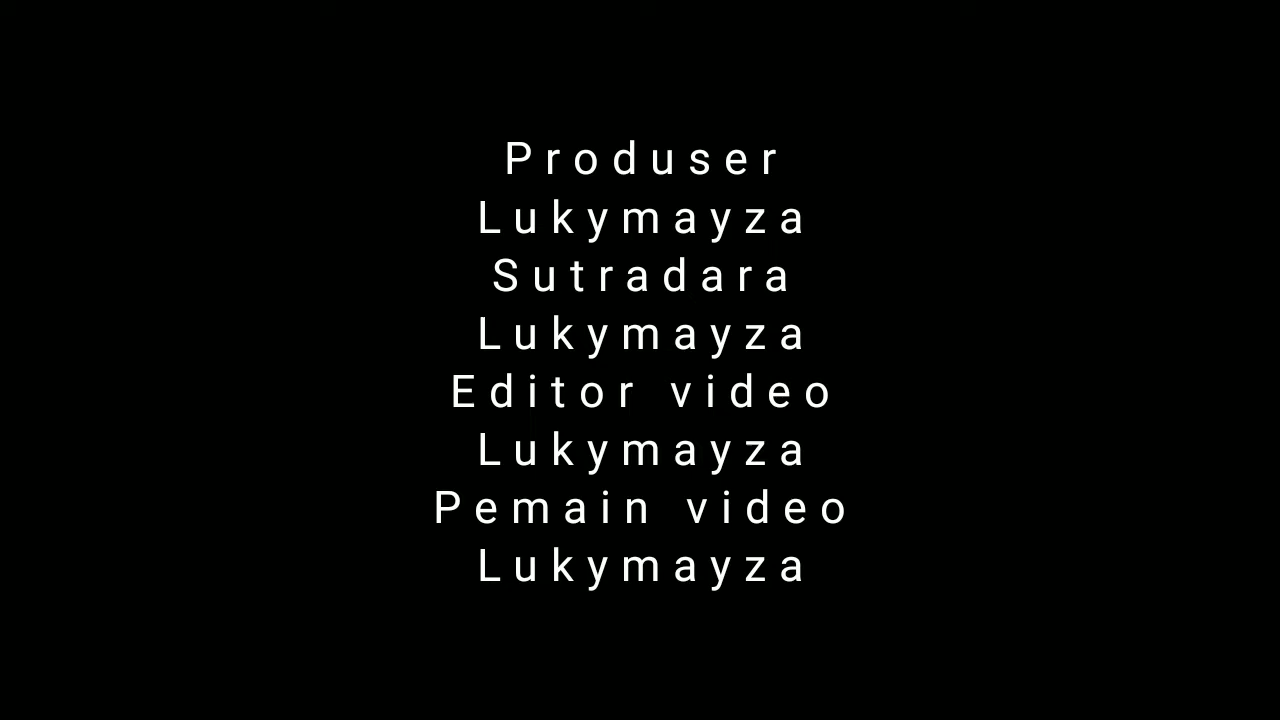 Produser
Lukymayza
Sutradara
Lukymayza
Editor video
Lukymayza
Pemain video
Lukymayza